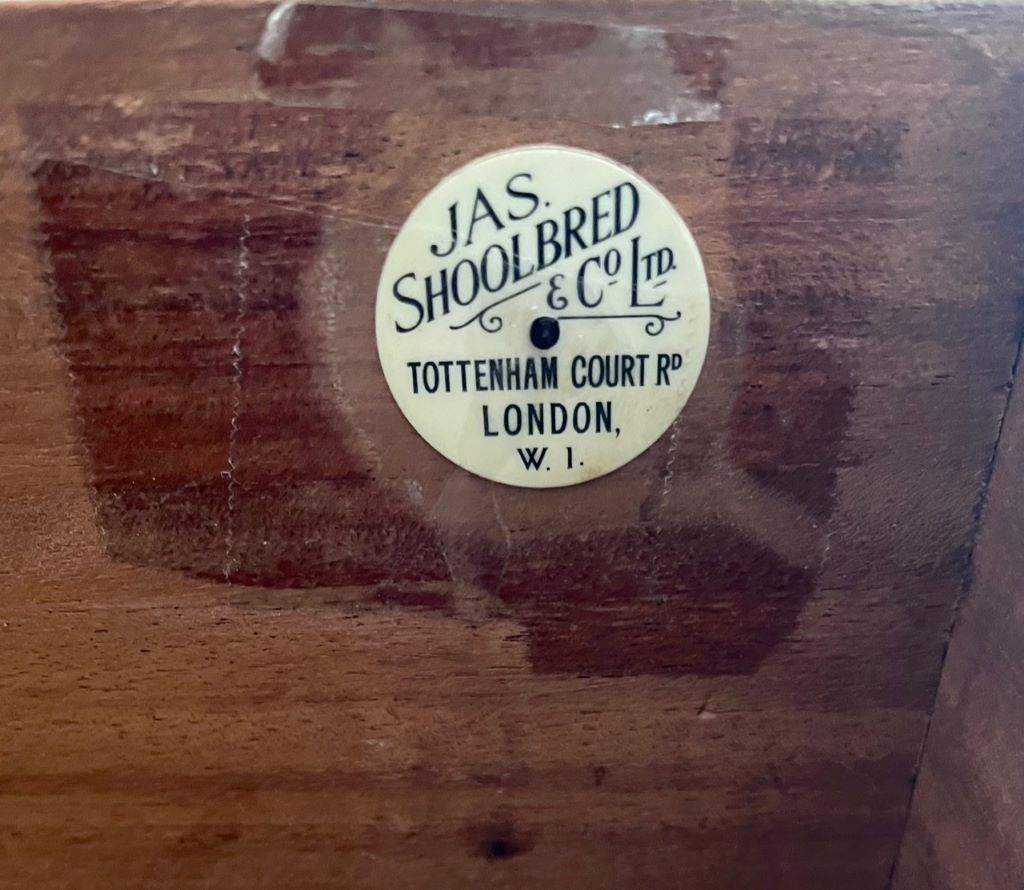 JAS.
SHOOLBRED
& Cº LTD.
TOTTENHAM COURT Rᴰ
LONDON,
W. 1.